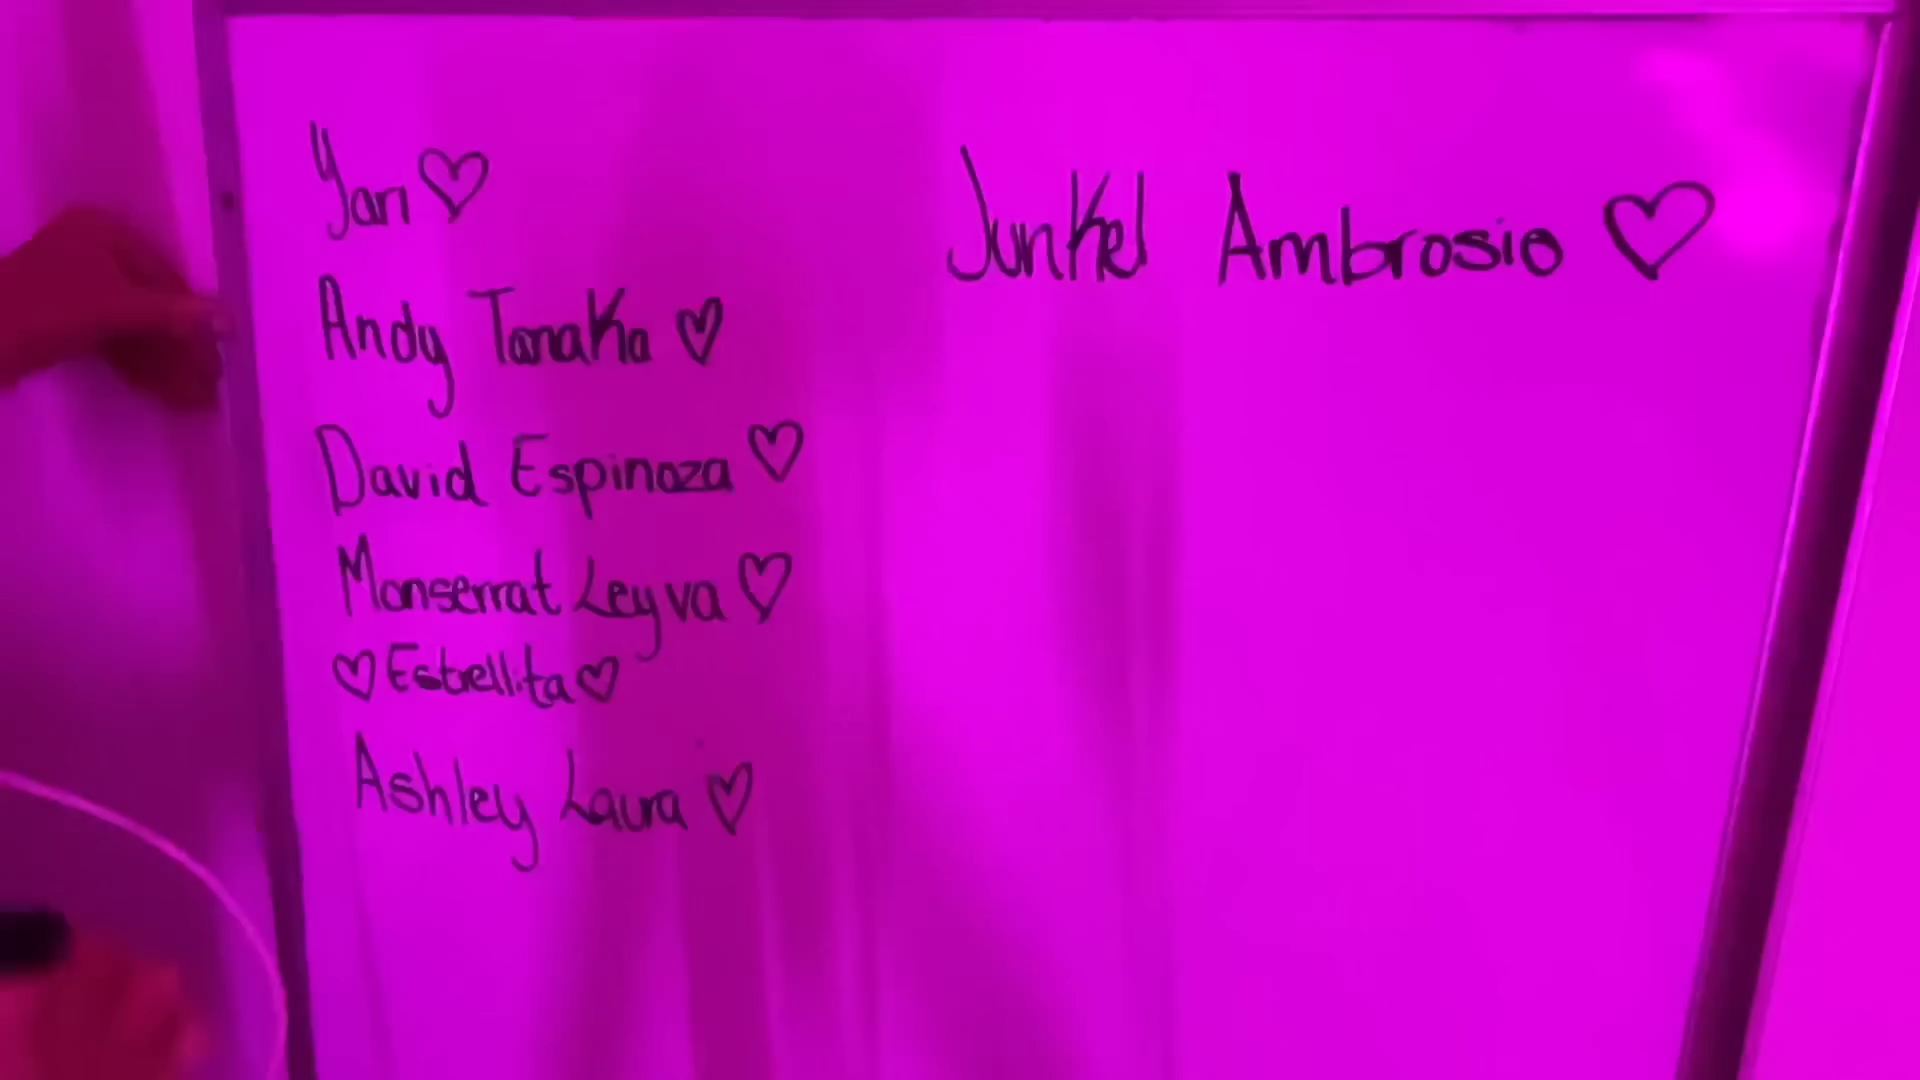 Yari ♡
Andy Tanaka ♡
David Espinoza ♡
Monserrat Leyva ♡
♡ Estrellita ♡
Ashley Laura ♡
Junkel Ambrosio ♡